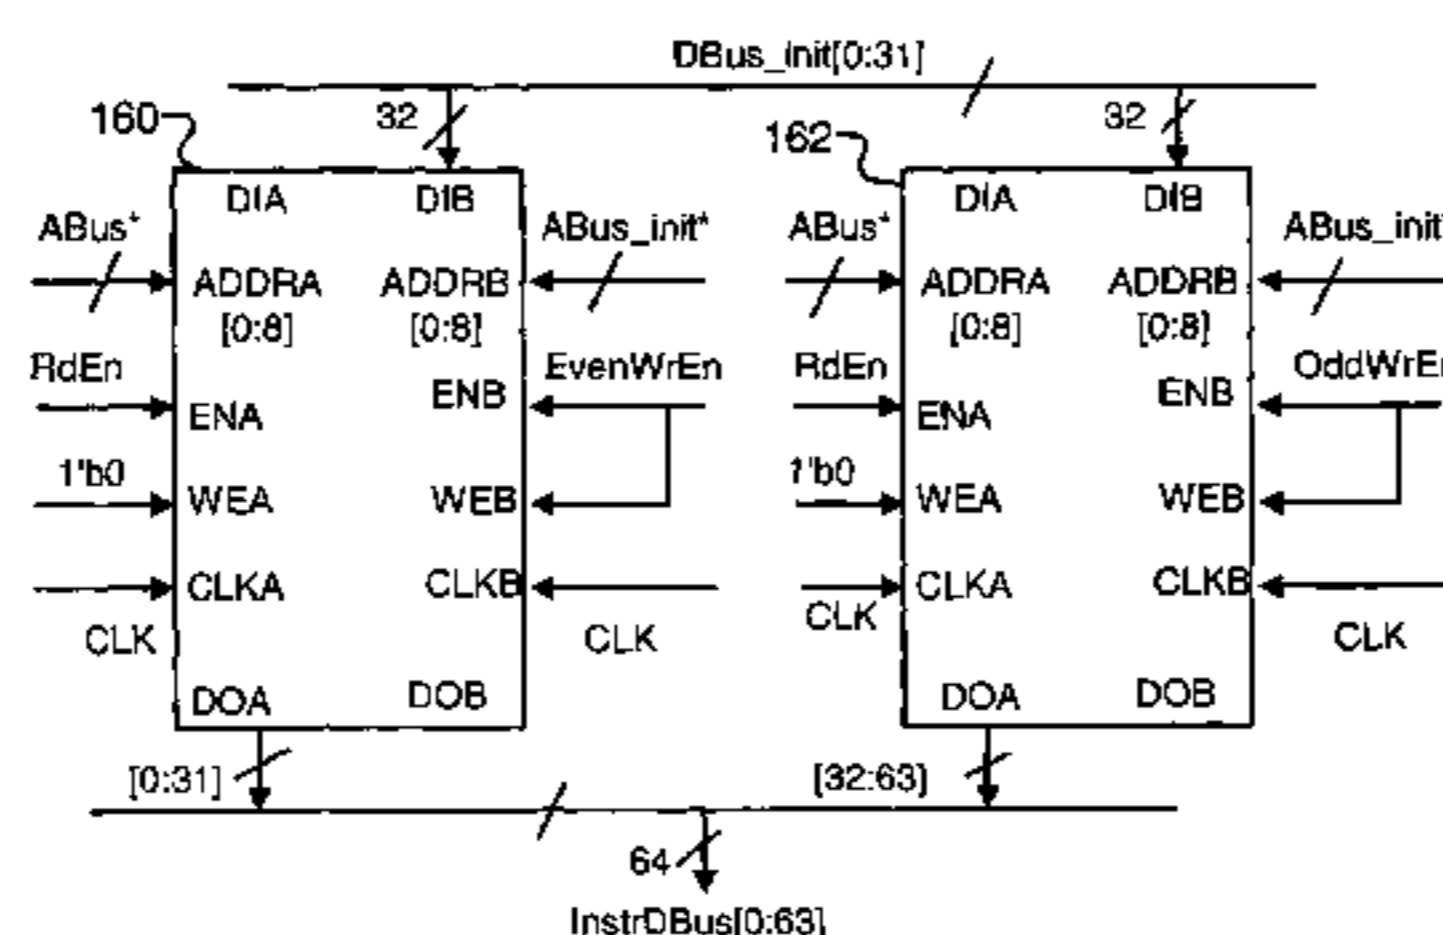 DBus_init[0:31]
160
32
162
32
DIA DIB
DIA DIB
ABus*
ABus_init*
ABus*
ABus_init
ADDRA ADDRB
ADDRA ADDRB
[0:8] [0:8]
[0:8] [0:8]
RdEn
EvenWrEn
RdEn
OddWrEn
ENA ENB
ENA ENB
1'b0
1'b0
WEA WEB
WEA WEB
CLKA CLKB
CLKA CLKB
CLK
CLK
CLK
CLK
DOA DOB
DOA DOB
[0:31]
[32:63]
64
InstrDBus[0:63]